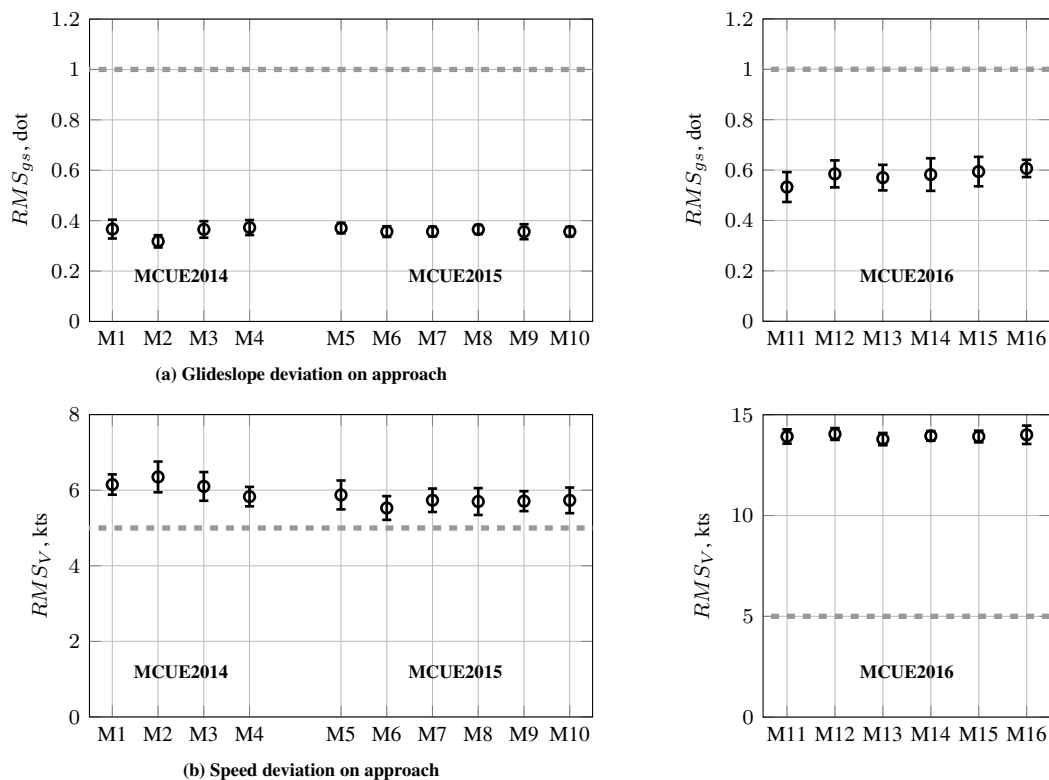 1.2
1
0.8
0.6
0.4
0.2
0
RMS_gs, dot
MCUE2014
MCUE2015
M1 M2 M3 M4 M5 M6 M7 M8 M9 M10
1.2
1
0.8
0.6
0.4
0.2
0
RMS_gs, dot
MCUE2016
M11 M12 M13 M14 M15 M16
(a) Glideslope deviation on approach
8
6
4
2
0
RMS_V, kts
MCUE2014
MCUE2015
M1 M2 M3 M4 M5 M6 M7 M8 M9 M10
15
10
5
0
RMS_V, kts
MCUE2016
M11 M12 M13 M14 M15 M16
(b) Speed deviation on approach